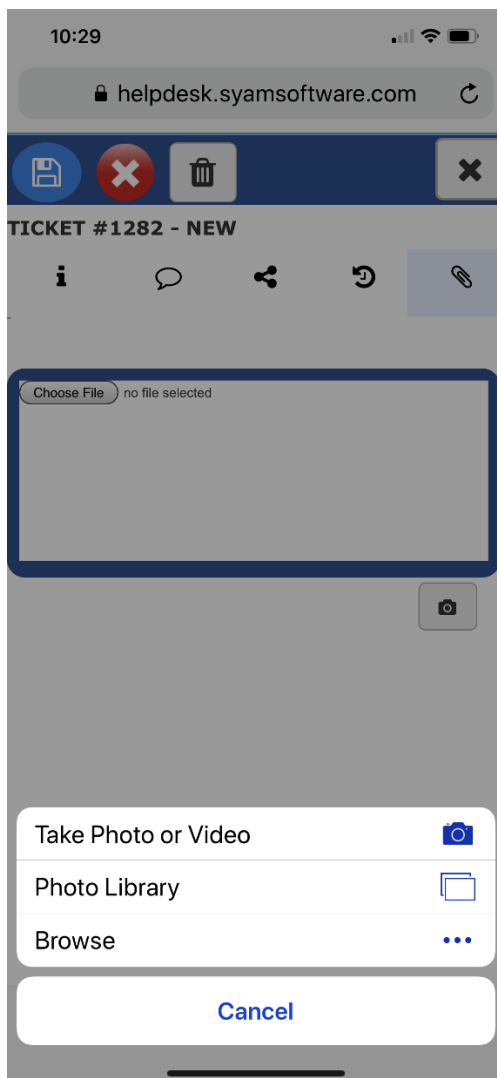 10:29
helpdesk.syamsoftware.com
TICKET #1282 - NEW
Choose File no file selected
Take Photo or Video
Photo Library
Browse
Cancel